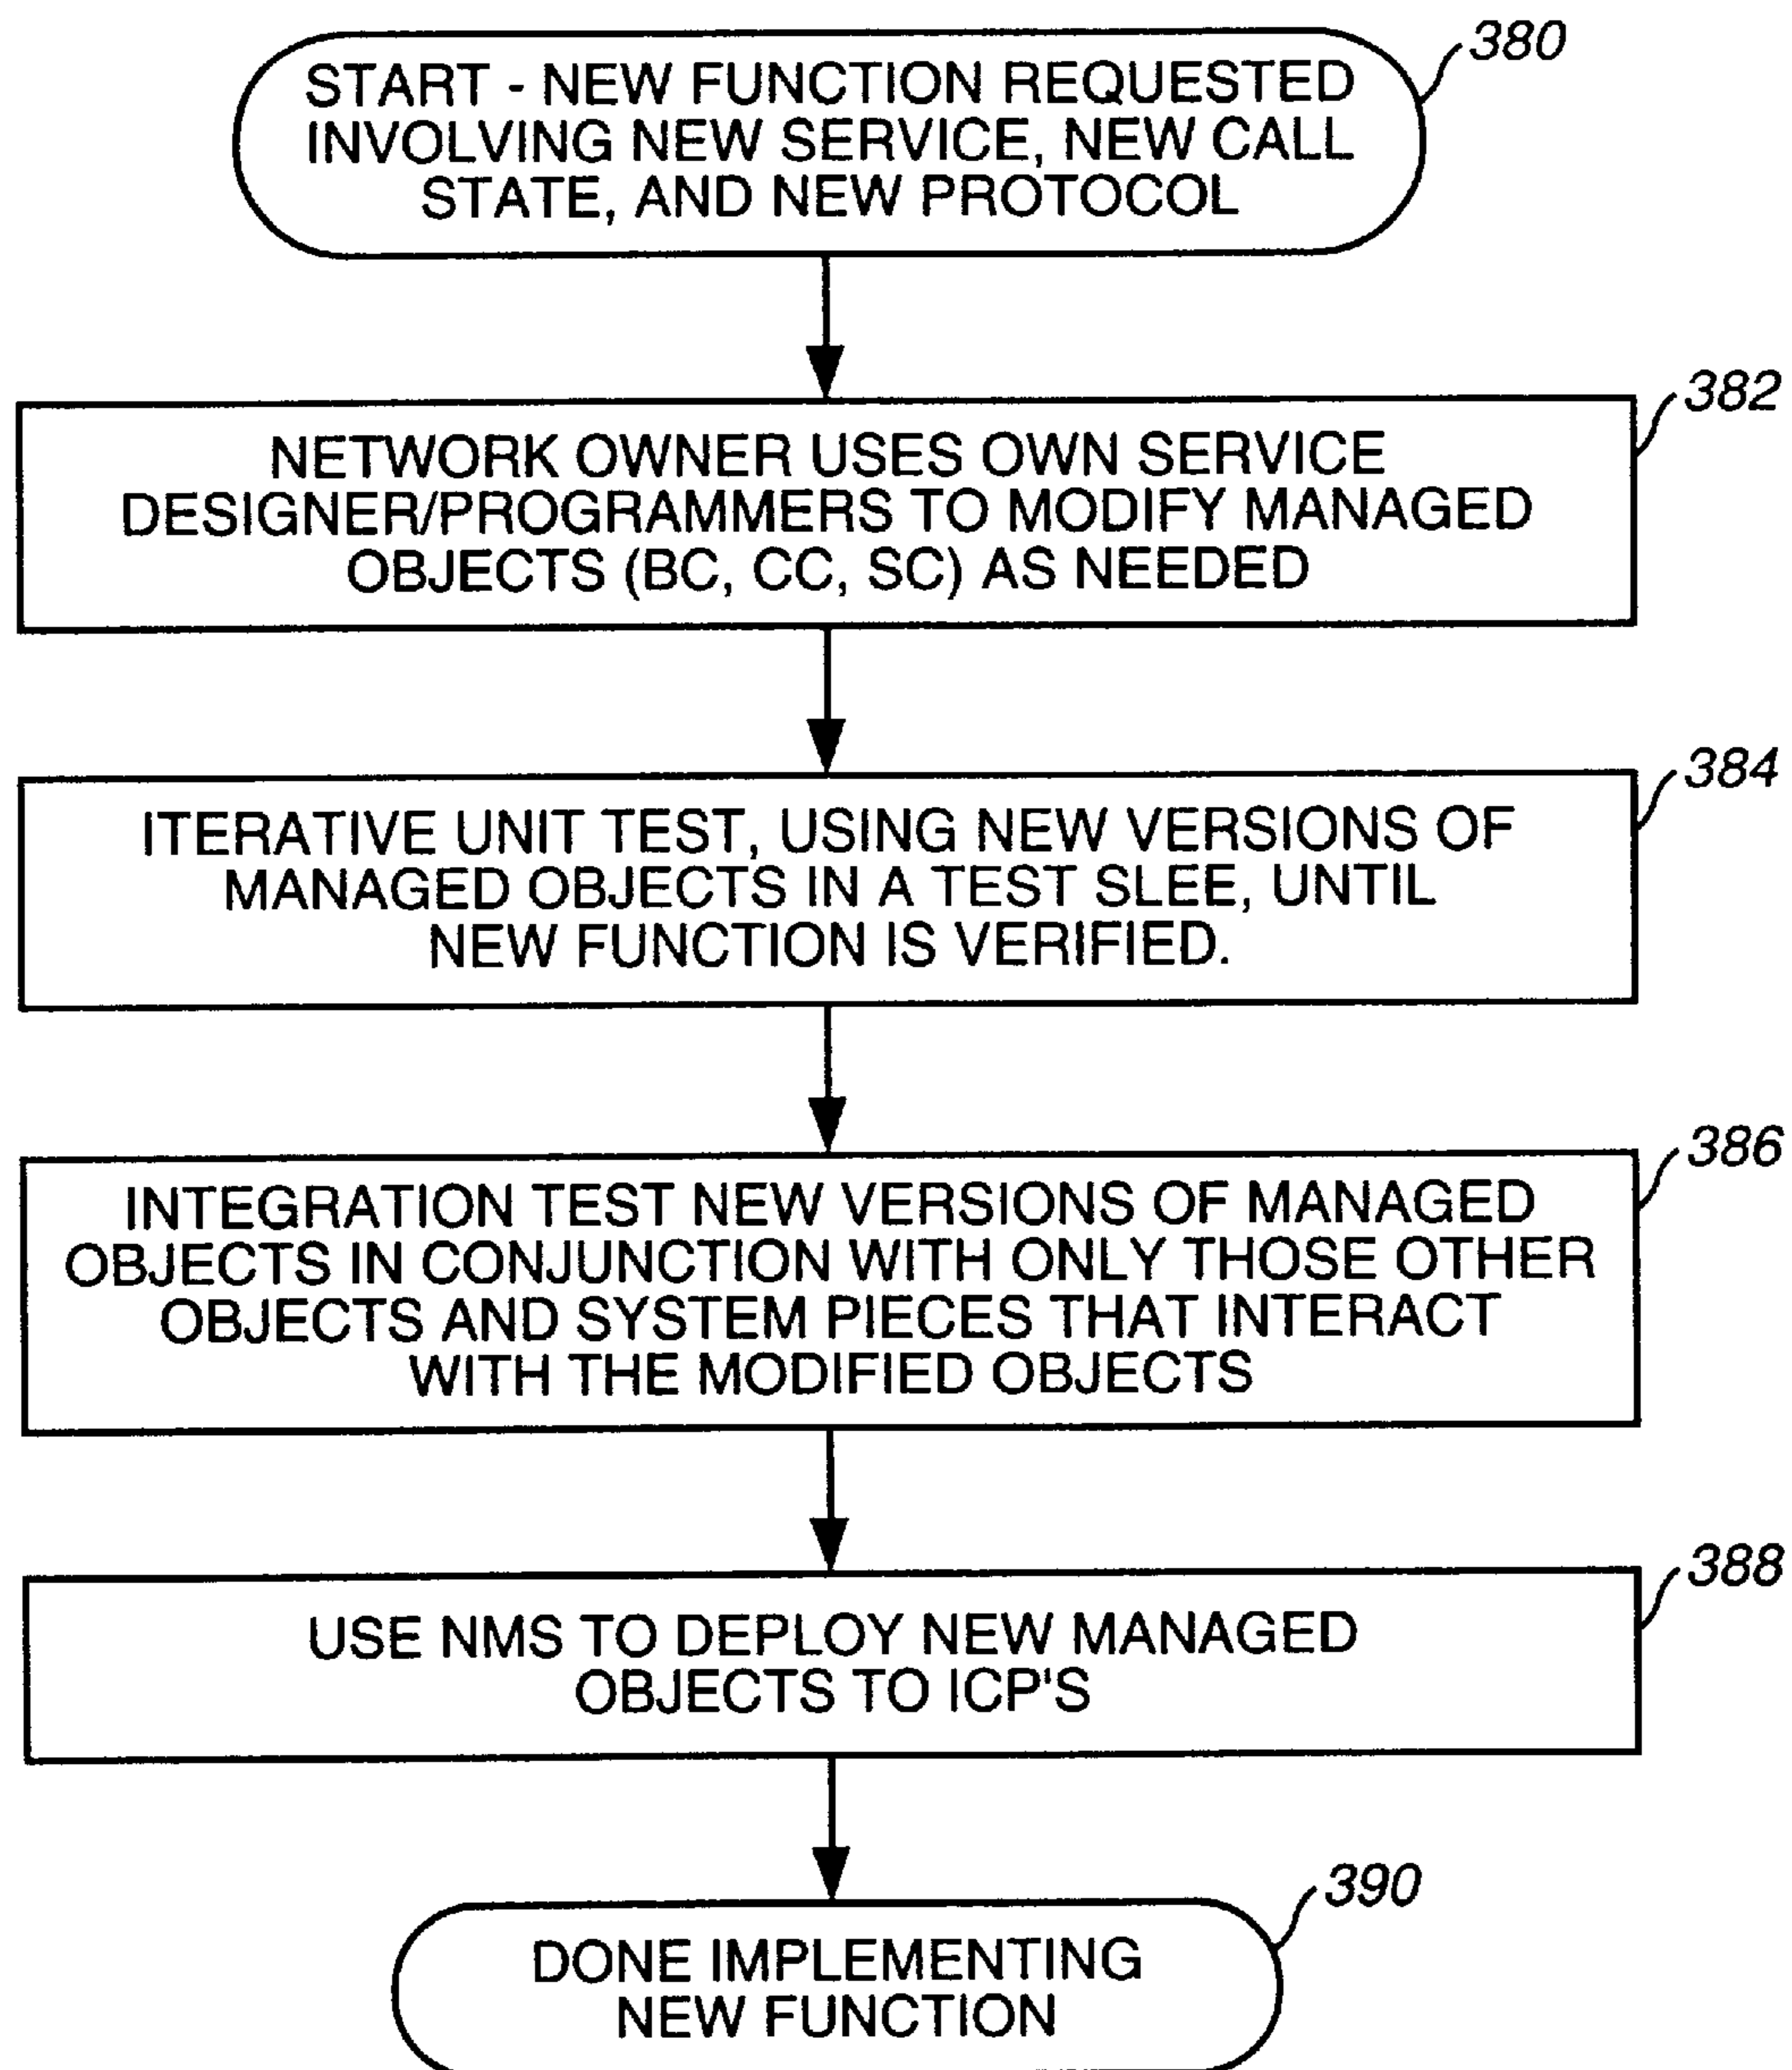 380
START - NEW FUNCTION REQUESTED
INVOLVING NEW SERVICE, NEW CALL
STATE, AND NEW PROTOCOL
382
NETWORK OWNER USES OWN SERVICE
DESIGNER/PROGRAMMERS TO MODIFY MANAGED
OBJECTS (BC, CC, SC) AS NEEDED
384
ITERATIVE UNIT TEST, USING NEW VERSIONS OF
MANAGED OBJECTS IN A TEST SLEE, UNTIL
NEW FUNCTION IS VERIFIED.
386
INTEGRATION TEST NEW VERSIONS OF MANAGED
OBJECTS IN CONJUNCTION WITH ONLY THOSE OTHER
OBJECTS AND SYSTEM PIECES THAT INTERACT
WITH THE MODIFIED OBJECTS
388
USE NMS TO DEPLOY NEW MANAGED
OBJECTS TO ICP'S
390
DONE IMPLEMENTING
NEW FUNCTION